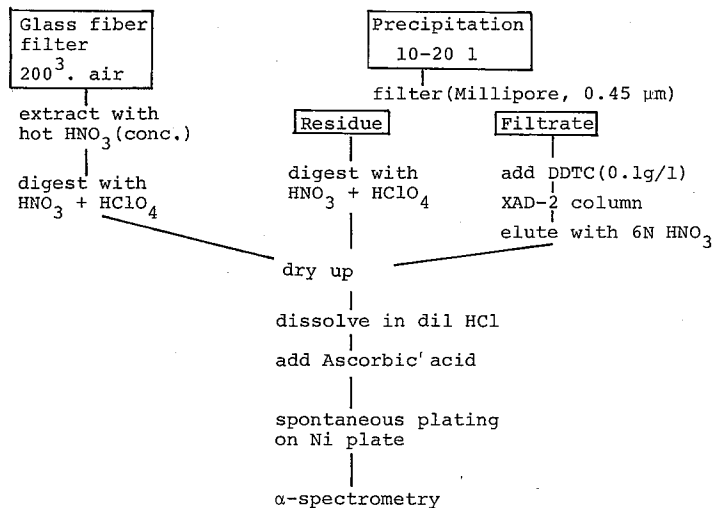 Glass fiber
filter
200³. air
extract with
hot HNO₃(conc.)
digest with
HNO₃ + HClO₄
Precipitation
10-20 l
filter(Millipore, 0.45 μm)
Residue
digest with
HNO₃ + HClO₄
Filtrate
add DDTC(0.1g/l)
XAD-2 column
elute with 6N HNO₃
dry up
dissolve in dil HCl
add Ascorbic acid
spontaneous plating
on Ni plate
α-spectrometry